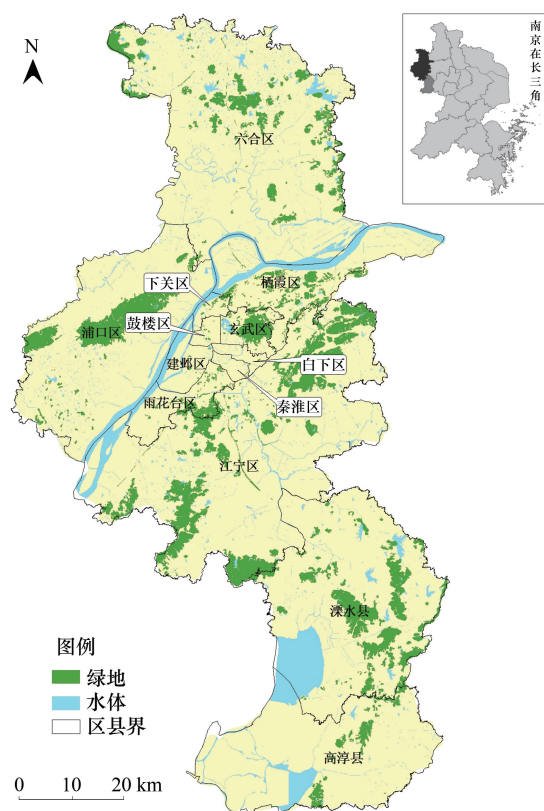 N
南京在长三角
六合区
下关区
栖霞区
鼓楼区
玄武区
浦口区
建邺区
白下区
雨花台区
秦淮区
江宁区
溧水县
高淳县
图例
绿地
水体
区县界
0 10 20 km